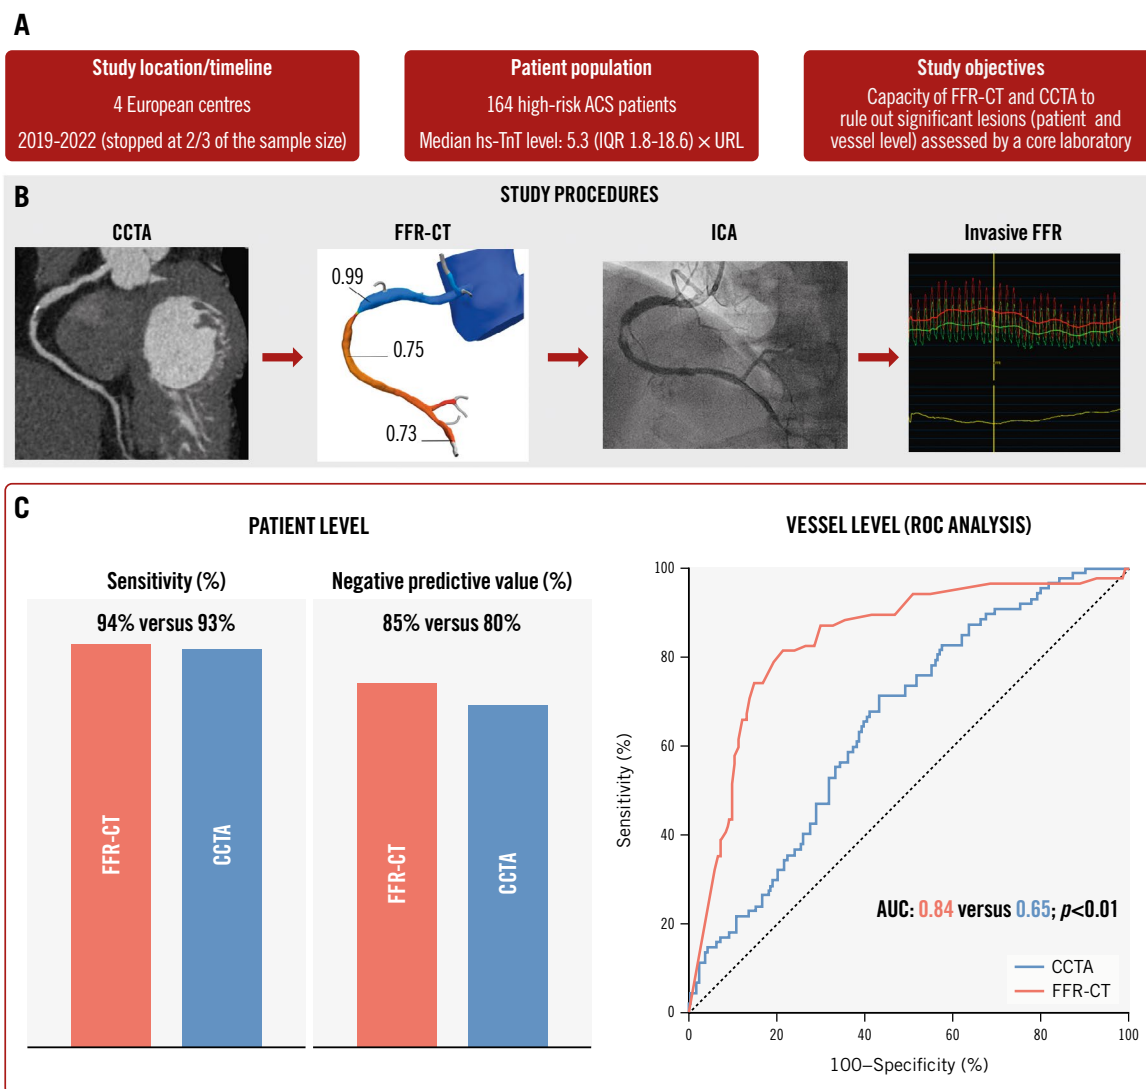 A
Study location/timeline
4 European centres
2019-2022 (stopped at 2/3 of the sample size)
Patient population
164 high-risk ACS patients
Median hs-TnT level: 5.3 (IQR 1.8-18.6) × URL
Study objectives
Capacity of FFR-CT and CCTA to
rule out significant lesions (patient and
vessel level) assessed by a core laboratory
B
STUDY PROCEDURES
CCTA
FFR-CT
ICA
Invasive FFR
0.99
0.75
0.73
C
PATIENT LEVEL
Sensitivity (%)
94% versus 93%
FFR-CT
CCTA
Negative predictive value (%)
85% versus 80%
FFR-CT
CCTA
VESSEL LEVEL (ROC ANALYSIS)
Sensitivity (%)
100
80
60
40
20
0
AUC: 0.84 versus 0.65; p<0.01
CCTA
FFR-CT
0
20
40
60
80
100
100–Specificity (%)